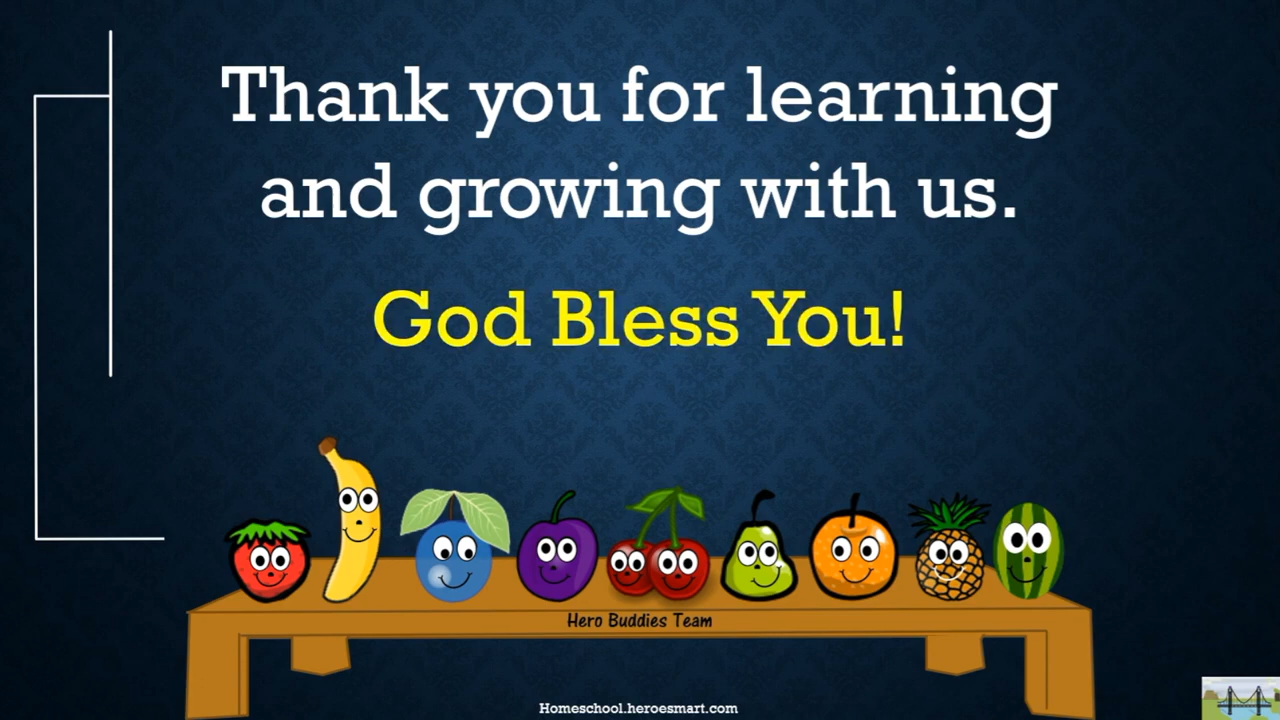 Thank you for learning
and growing with us.
God Bless You!
Hero Buddies Team
Homeschool.heroesmart.com